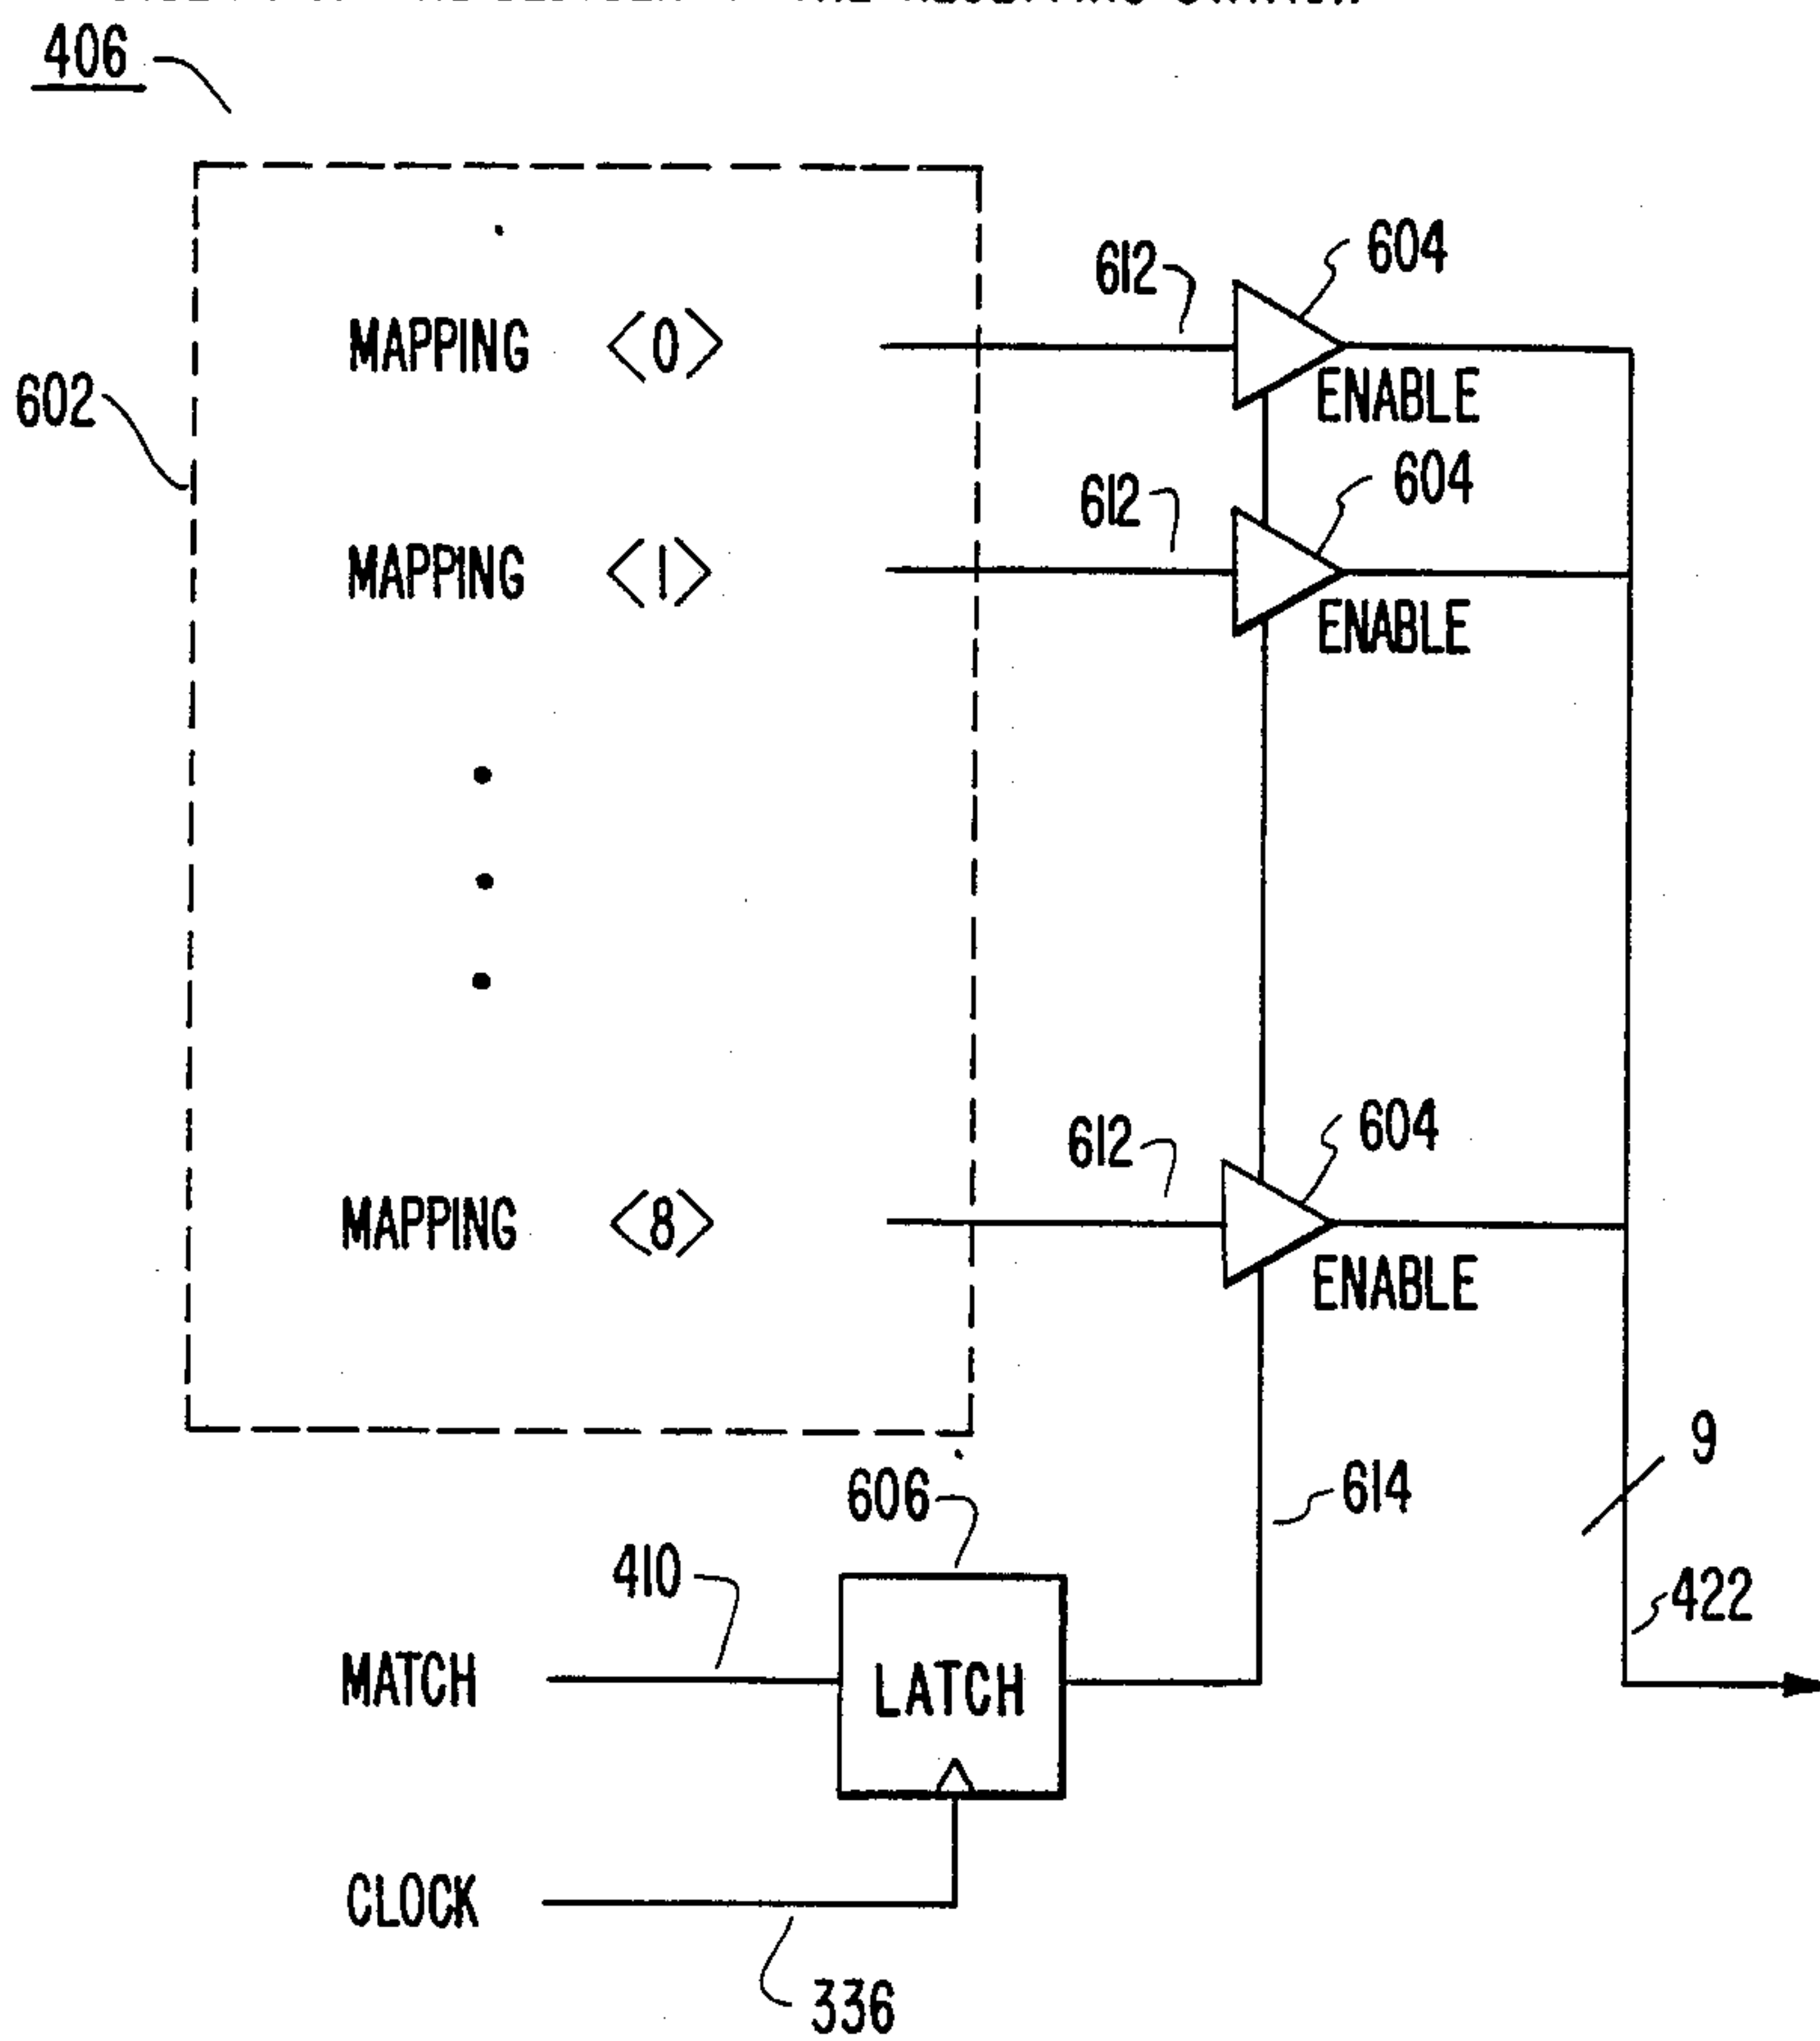 406
604
612
MAPPING <0>
602
ENABLE
604
612
MAPPING <1>
ENABLE
604
612
MAPPING <8>
ENABLE
9
606
614
410
422
MATCH
LATCH
CLOCK
336